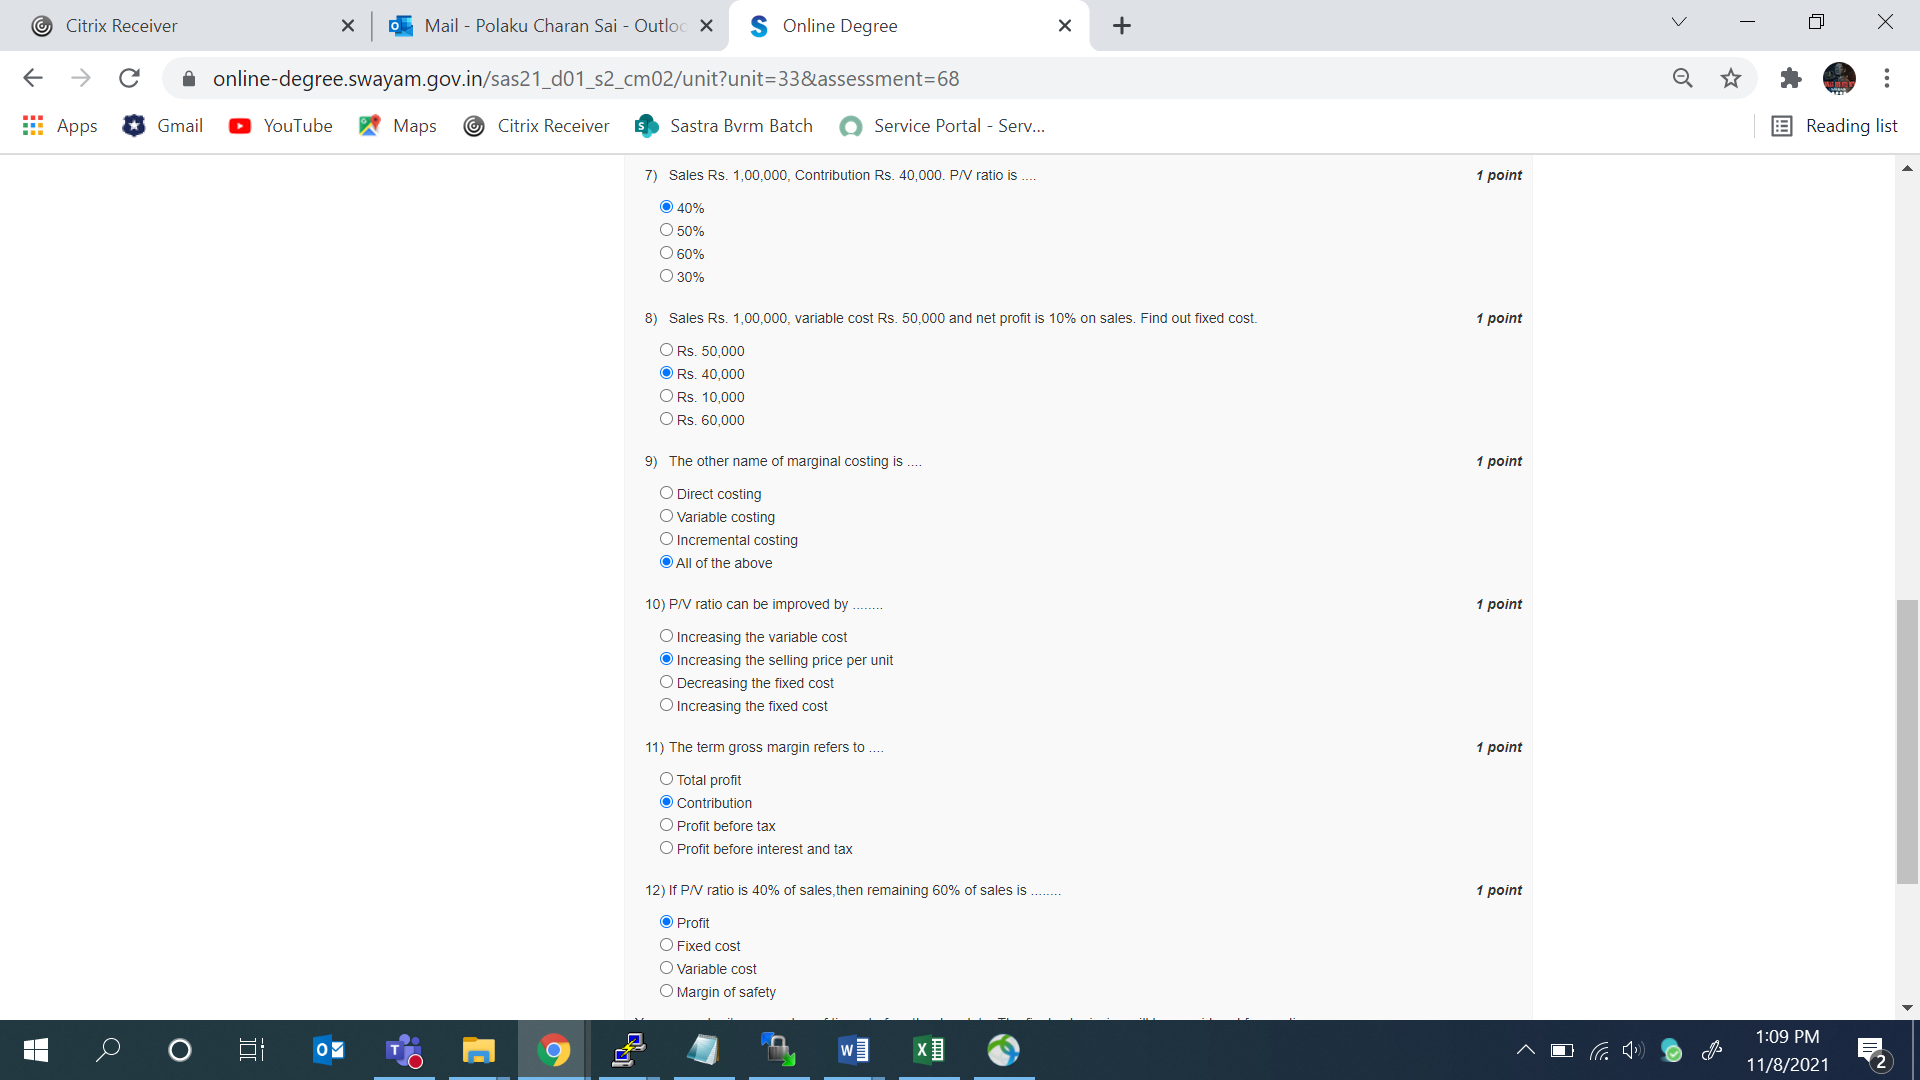 Citrix Receiver
Mail - Polaku Charan Sai - Outloo
Online Degree
online-degree.swayam.gov.in/sas21_d01_s2_cm02/unit?unit=33&assessment=68
Apps
Gmail
YouTube
Maps
Citrix Receiver
Sastra Bvrm Batch
Service Portal - Serv...
Reading list
7) Sales Rs. 1,00,000, Contribution Rs. 40,000. P/V ratio is .... 1 point
40%
50%
60%
30%
8) Sales Rs. 1,00,000, variable cost Rs. 50,000 and net profit is 10% on sales. Find out fixed cost. 1 point
Rs. 50,000
Rs. 40,000
Rs. 10,000
Rs. 60,000
9) The other name of marginal costing is .... 1 point
Direct costing
Variable costing
Incremental costing
All of the above
10) P/V ratio can be improved by ........ 1 point
Increasing the variable cost
Increasing the selling price per unit
Decreasing the fixed cost
Increasing the fixed cost
11) The term gross margin refers to .... 1 point
Total profit
Contribution
Profit before tax
Profit before interest and tax
12) If P/V ratio is 40% of sales,then remaining 60% of sales is ........ 1 point
Profit
Fixed cost
Variable cost
Margin of safety
1:09 PM
11/8/2021
2